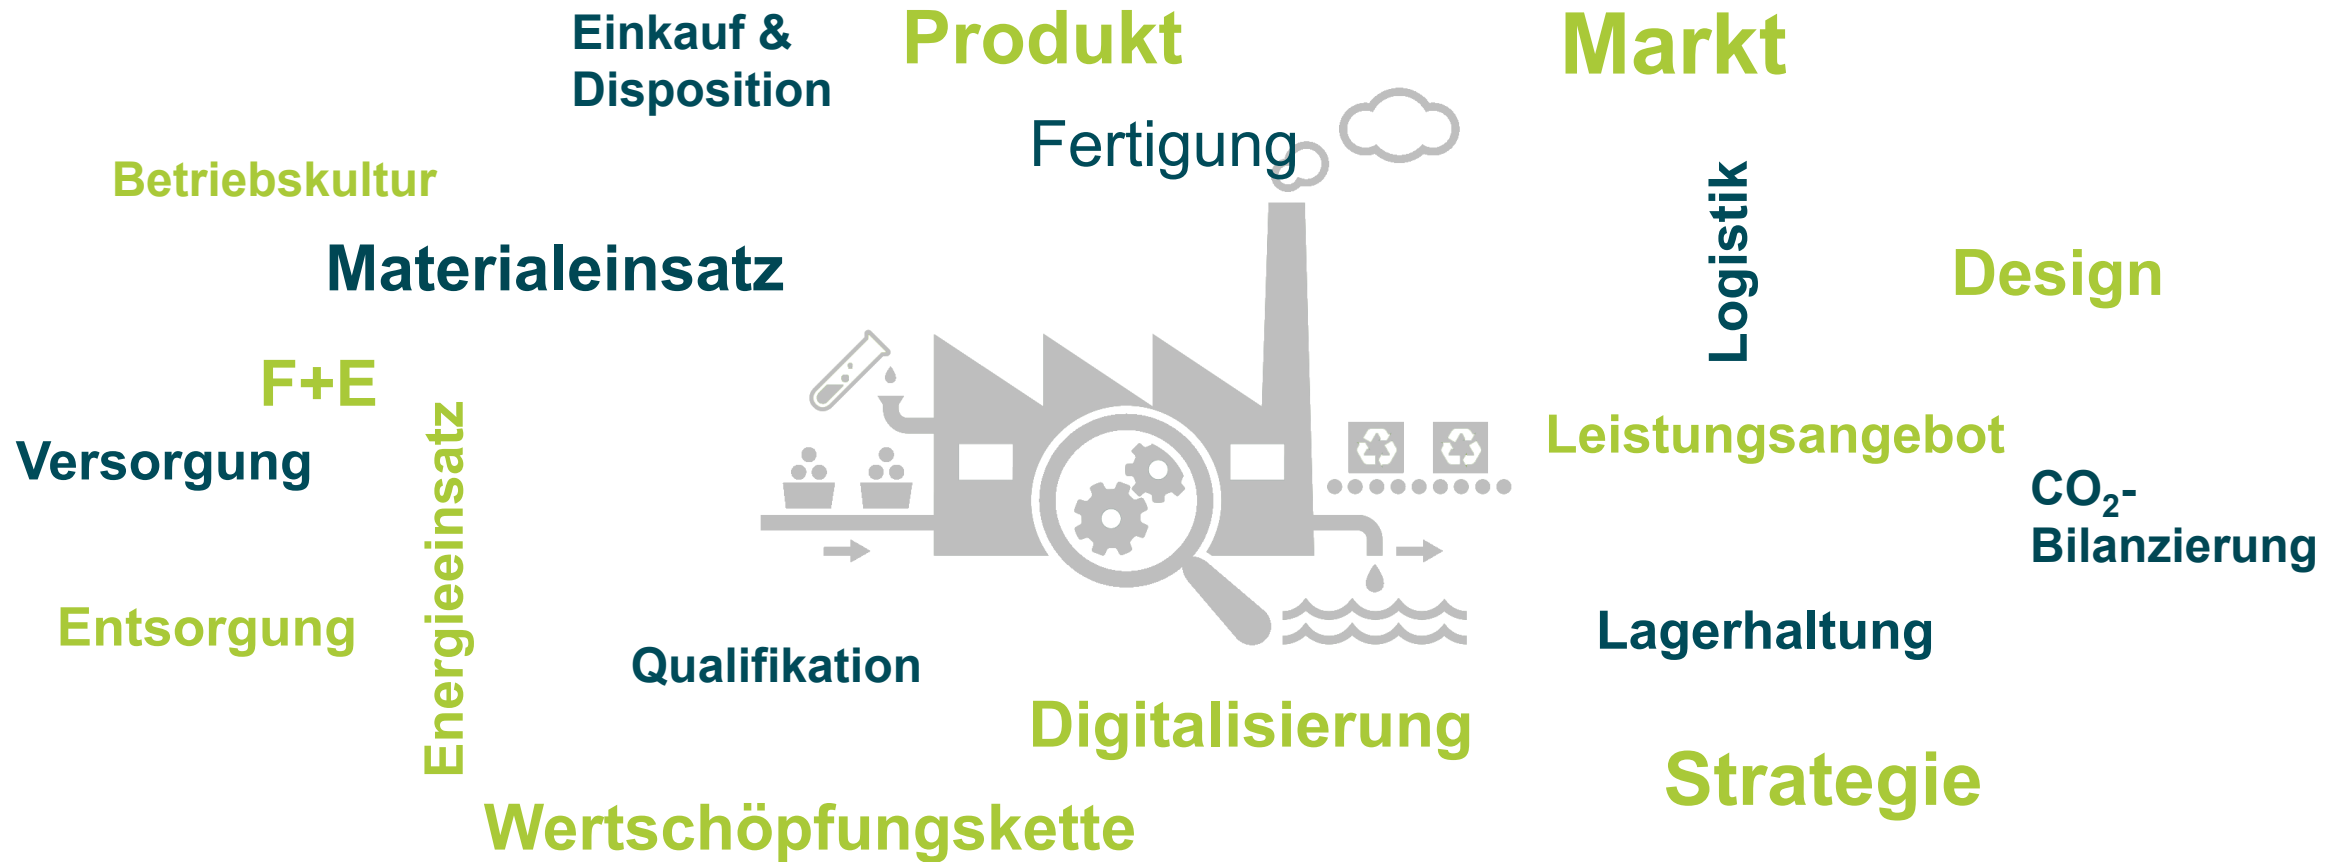 Einkauf &
Disposition
Produkt
Markt
Fertigung
Betriebskultur
Logistik
Materialeinsatz
Design
F+E
Energieeinsatz
Leistungsangebot
Versorgung
CO₂-
Bilanzierung
Entsorgung
Lagerhaltung
Qualifikation
Digitalisierung
Strategie
Wertschöpfungskette